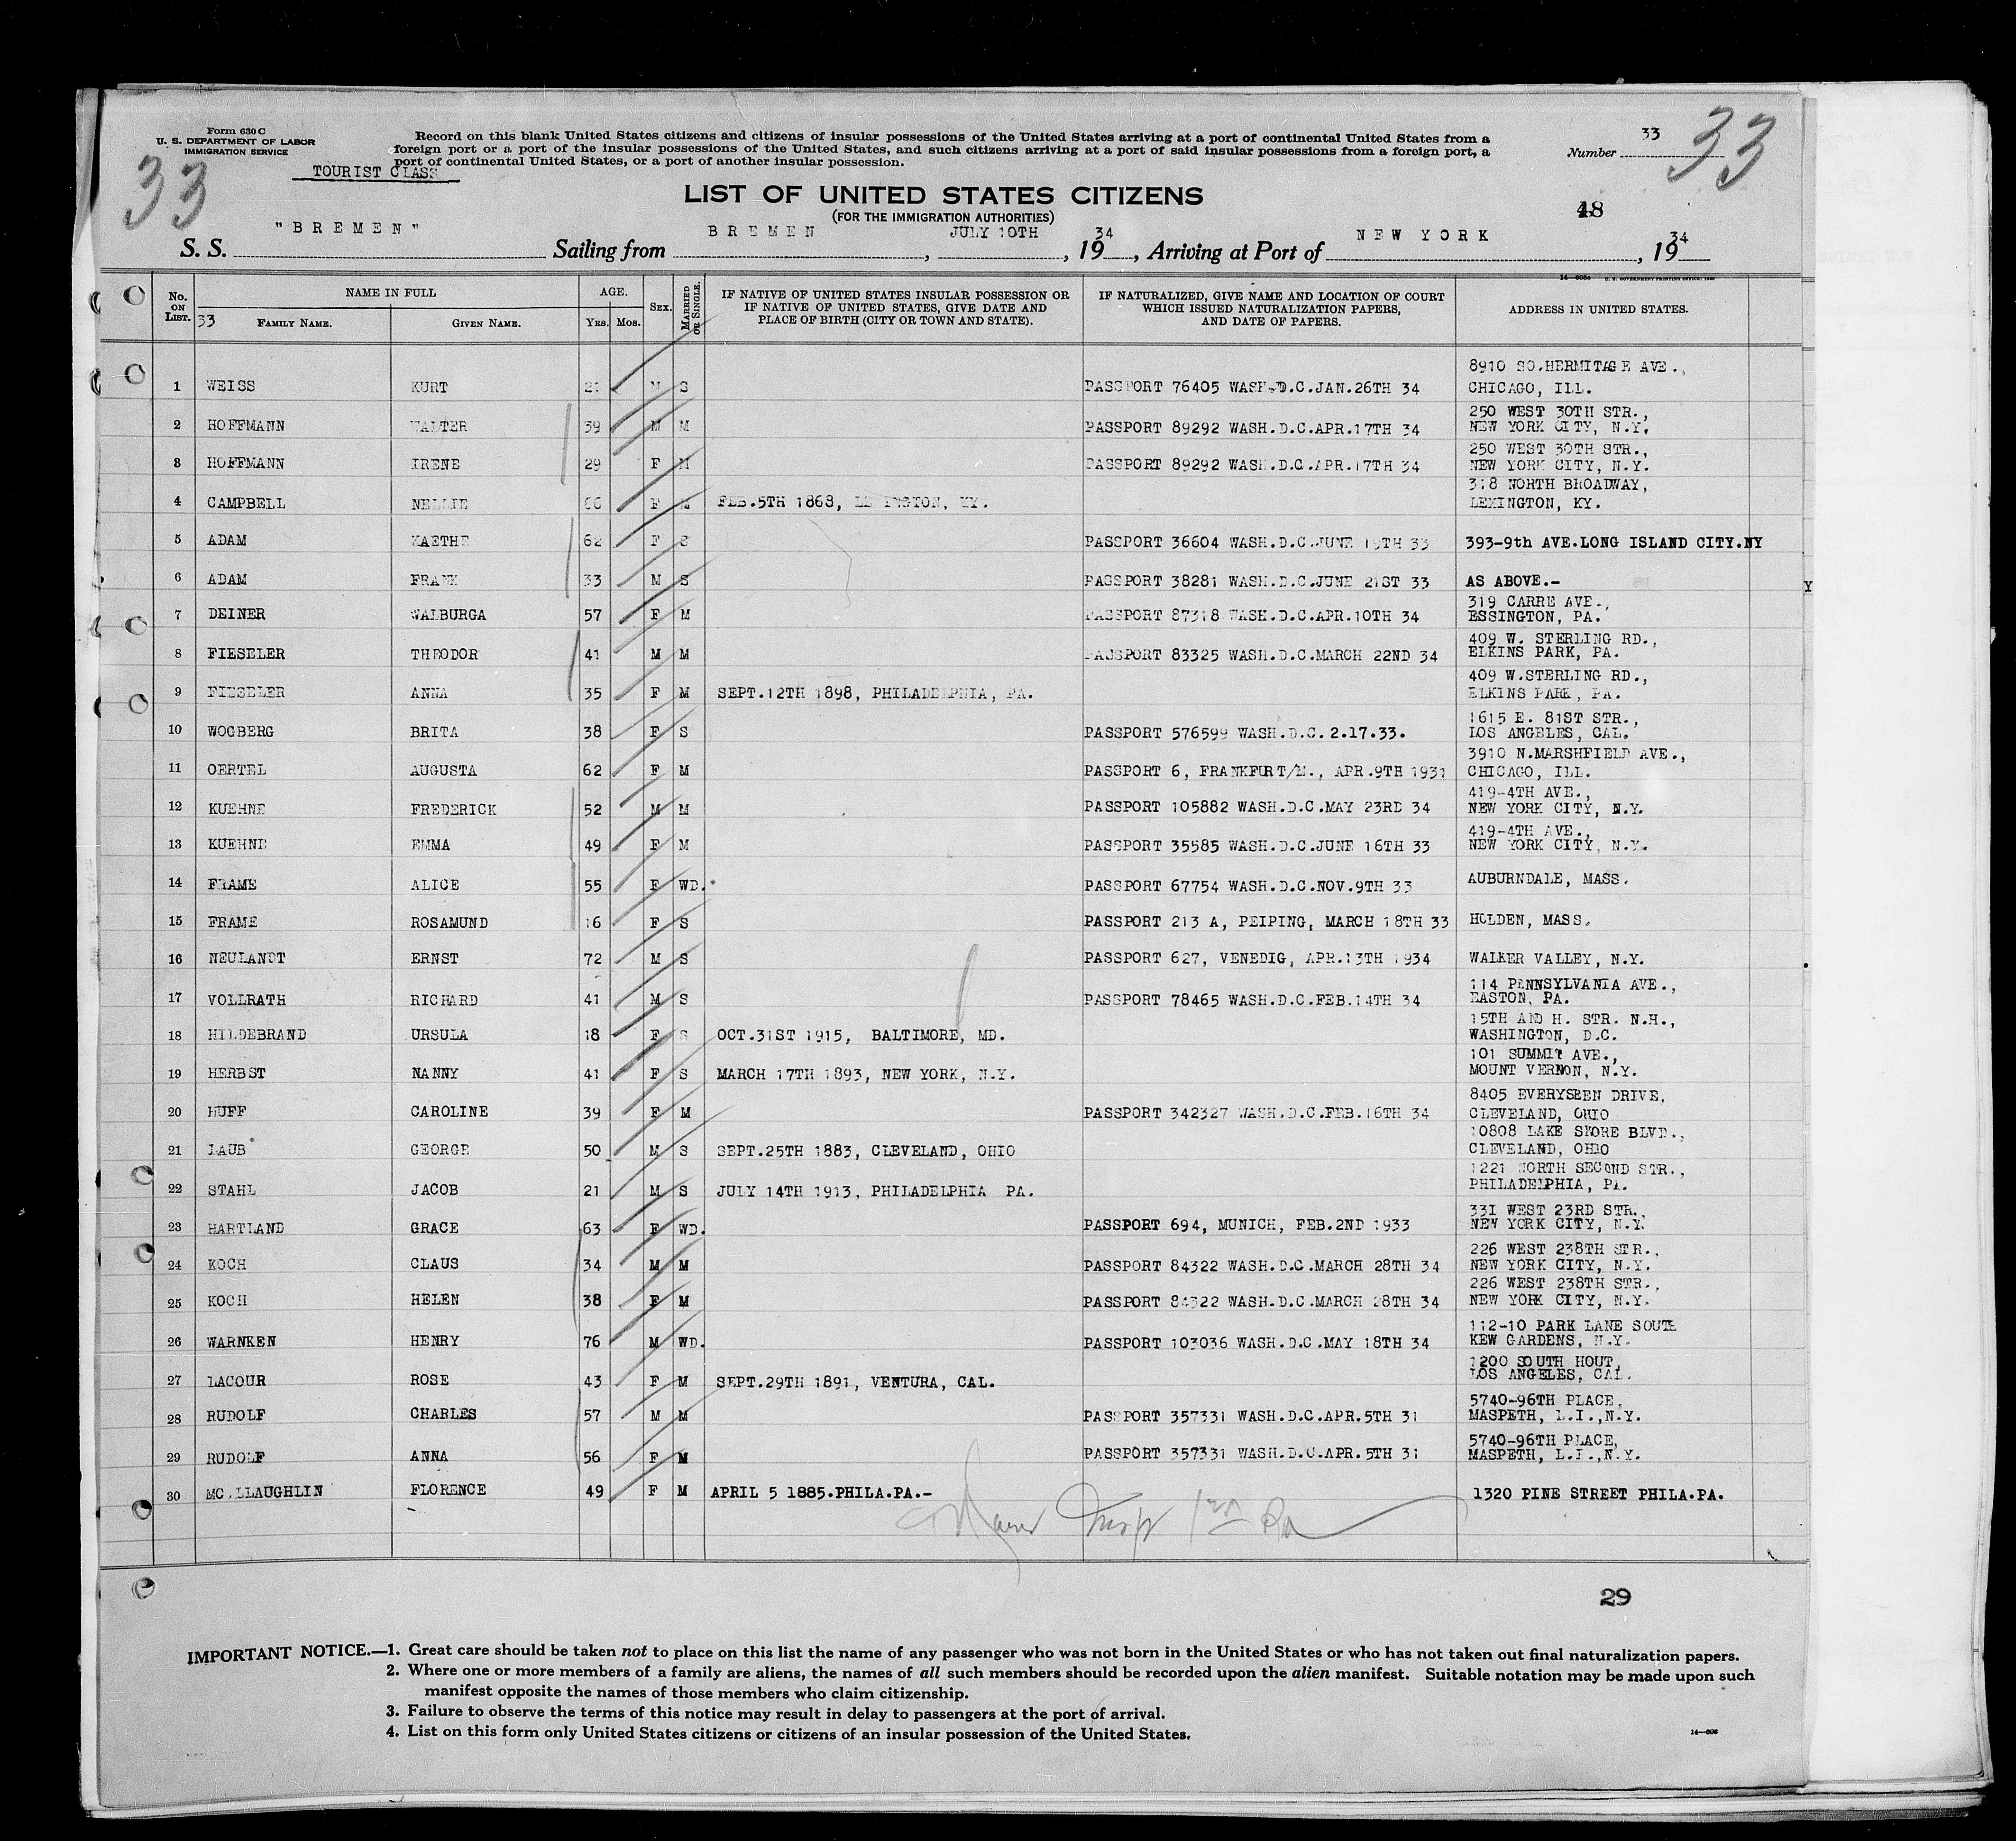 Form 630 C
U. S. DEPARTMENT OF LABOR
IMMIGRATION SERVICE
TOURIST CLASS
33
Record on this blank United States citizens and citizens of insular possessions of the United States arriving at a port of continental United States from a
foreign port or a port of the insular possessions of the United States, and such citizens arriving at a port of said insular possessions from a foreign port, a
port of continental United States, or a port of another insular possession.
Number 33
33
LIST OF UNITED STATES CITIZENS
(FOR THE IMMIGRATION AUTHORITIES)
48
S. S. "BREMEN" Sailing from BREMEN, JULY 10TH, 1934, Arriving at Port of NEW YORK, 1934
No. ON LIST. NAME IN FULL AGE. SEX. MARRIED OR SINGLE. IF NATIVE OF UNITED STATES INSULAR POSSESSION OR IF NATIVE OF UNITED STATES, GIVE DATE AND PLACE OF BIRTH (CITY OR TOWN AND STATE). IF NATURALIZED, GIVE NAME AND LOCATION OF COURT WHICH ISSUED NATURALIZATION PAPERS, AND DATE OF PAPERS. ADDRESS IN UNITED STATES.
33 FAMILY NAME. GIVEN NAME. YRS. MOS.
1 WEISS KURT 21 M S PASSPORT 76405 WASH.D.C.JAN.26TH 34 8910 SO.HERMITAGE AVE., CHICAGO, ILL.
2 HOFFMANN WALTER 39 M M PASSPORT 89292 WASH.D.C.APR.17TH 34 250 WEST 30TH STR., NEW YORK CITY, N.Y.
3 HOFFMANN IRENE 29 F M PASSPORT 89292 WASH.D.C.APR.17TH 34 250 WEST 30TH STR., NEW YORK CITY, N.Y.
4 CAMPBELL NELLIE 66 F FEB.5TH 1868, LEXINGTON, KY. 318 NORTH BROADWAY, LEXINGTON, KY.
5 ADAM KAETHE 62 F S PASSPORT 36604 WASH.D.C.JUNE 15TH 33 393-9th AVE.LONG ISLAND CITY.NY
6 ADAM FRANK 33 M S PASSPORT 38281 WASH.D.C.JUNE 21ST 33 AS ABOVE.-
7 DEINER WALBURGA 57 F M PASSPORT 87318 WASH.D.C.APR.10TH 34 319 CARRE AVE., ESSINGTON, PA.
8 FIESELER THEODOR 41 M M PASSPORT 83325 WASH.D.C.MARCH 22ND 34 409 W. STERLING RD., ELKINS PARK, PA.
9 FIESELER ANNA 35 F M SEPT.12TH 1898, PHILADELPHIA, PA. 409 W.STERLING RD., ELKINS PARK, PA.
10 WOGBERG BRITA 38 F S PASSPORT 576599 WASH.D.C.2.17.33. 1615 E. 81ST STR., LOS ANGELES, CAL.
11 OERTEL AUGUSTA 62 F M PASSPORT 6, FRANKFURT/M., APR.9TH 1931 3910 N.MARSHFIELD AVE., CHICAGO, ILL.
12 KUEHNE FREDERICK 52 M M PASSPORT 105882 WASH.D.C.MAY 23RD 34 419-4TH AVE., NEW YORK CITY, N.Y.
13 KUEHNE EMMA 49 F M PASSPORT 35585 WASH.D.C.JUNE 16TH 33 419-4TH AVE., NEW YORK CITY, N.Y.
14 FRAME ALICE 55 F WD. PASSPORT 67754 WASH.D.C.NOV.9TH 33 AUBURNDALE, MASS.
15 FRAME ROSAMUND 16 F S PASSPORT 213 A, PEIPING, MARCH 18TH 33 HOLDEN, MASS.
16 NEULANDT ERNST 72 M S PASSPORT 627, VENEDIG, APR.13TH 1934 WALKER VALLEY, N.Y.
17 VOLLRATH RICHARD 41 M S PASSPORT 78465 WASH.D.C.FEB.14TH 34 114 PENNSYLVANIA AVE., EASTON, PA.
18 HILDEBRAND URSULA 18 F S OCT.31ST 1915, BALTIMORE, MD. 15TH AND H. STR. N.H., WASHINGTON, D.C.
19 HERBST NANNY 41 F S MARCH 17TH 1893, NEW YORK, N.Y. 101 SUMMIT AVE., MOUNT VERNON, N.Y.
20 HUFF CAROLINE 39 F M PASSPORT 342327 WASH.D.C.FEB.16TH 34 8405 EVERYSEEN DRIVE, CLEVELAND, OHIO
21 LAUB GEORGE 50 M S SEPT.25TH 1883, CLEVELAND, OHIO 10808 LAKE SHORE BLVD., CLEVELAND, OHIO
22 STAHL JACOB 21 M S JULY 14TH 1913, PHILADELPHIA PA. 1221 NORTH SECOND STR., PHILADELPHIA, PA.
23 HARTLAND GRACE 63 F WD. PASSPORT 694, MUNICH, FEB.2ND 1933 331 WEST 23RD STR., NEW YORK CITY, N.Y.
24 KOCH CLAUS 34 M M PASSPORT 84322 WASH.D.C.MARCH 28TH 34 226 WEST 238TH STR., NEW YORK CITY, N.Y.
25 KOCH HELEN 38 F M PASSPORT 84322 WASH.D.C.MARCH 28TH 34 226 WEST 238TH STR., NEW YORK CITY, N.Y.
26 WARNKEN HENRY 76 M WD. PASSPORT 103036 WASH.D.C.MAY 18TH 34 112-10 PARK LANE SOUTH KEW GARDENS, N.Y.
27 LACOUR ROSE 43 F M SEPT.29TH 1891, VENTURA, CAL. 1200 SOUTH HOUT, LOS ANGELES, CAL.
28 RUDOLF CHARLES 57 M M PASSPORT 357331 WASH.D.C.APR.5TH 31 5740-96TH PLACE, MASPETH, L.I.,N.Y.
29 RUDOLF ANNA 56 F M PASSPORT 357331 WASH.D.C.APR.5TH 31 5740-96TH PLACE, MASPETH, L.I.,N.Y.
30 MC.LLAUGHLIN FLORENCE 49 F M APRIL 5 1885.PHILA.PA.- 1320 PINE STREET PHILA.PA.
29
IMPORTANT NOTICE.—1. Great care should be taken not to place on this list the name of any passenger who was not born in the United States or who has not taken out final naturalization papers.
2. Where one or more members of a family are aliens, the names of all such members should be recorded upon the alien manifest. Suitable notation may be made upon such
manifest opposite the names of those members who claim citizenship.
3. Failure to observe the terms of this notice may result in delay to passengers at the port of arrival.
4. List on this form only United States citizens or citizens of an insular possession of the United States.